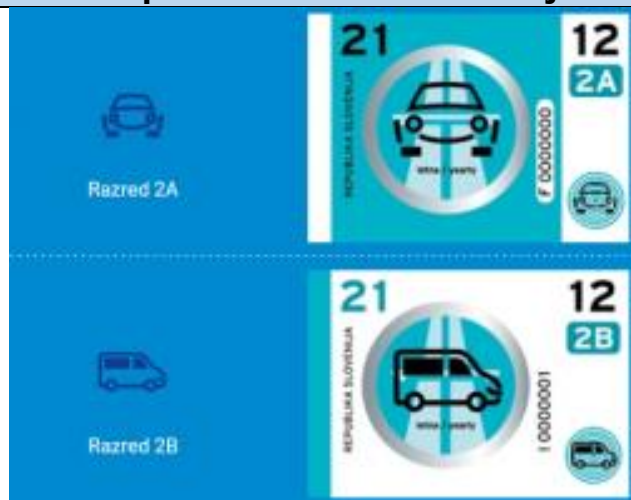 21
12
2A
REPUBLIKA SLOVENIJA
letna / yearly
F 0000000
Razred 2A
21
12
2B
REPUBLIKA SLOVENIJA
letna / yearly
I 0000001
Razred 2B